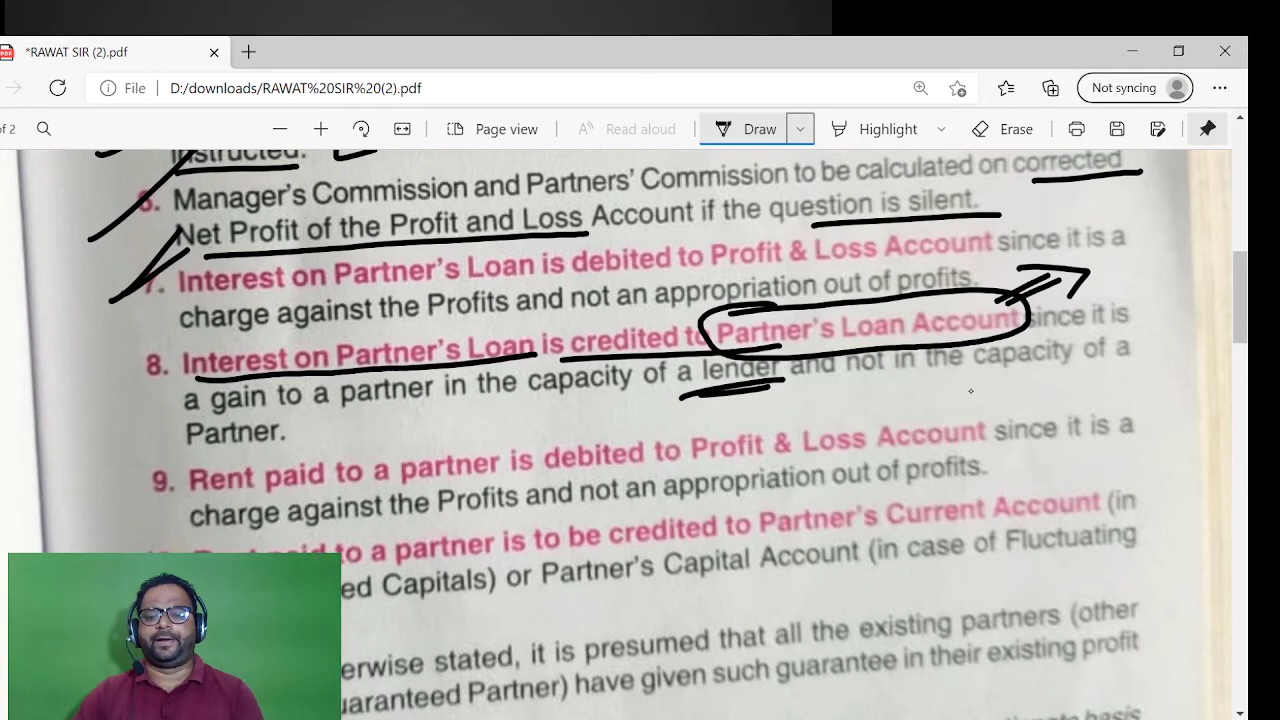 *RAWAT SIR (2).pdf
File
D:/downloads/RAWAT%20SIR%20(2).pdf
Not syncing
of 2
Page view
Read aloud
Draw
Highlight
Erase
instructed.
6. Manager's Commission and Partners' Commission to be calculated on corrected
Net Profit of the Profit and Loss Account if the question is silent.
7. Interest on Partner's Loan is debited to Profit & Loss Account since it is a
charge against the Profits and not an appropriation out of profits.
8. Interest on Partner's Loan is credited to Partner's Loan Account since it is
a gain to a partner in the capacity of a lender and not in the capacity of a
Partner.
9. Rent paid to a partner is debited to Profit & Loss Account since it is a
charge against the Profits and not an appropriation out of profits.
to a partner is to be credited to Partner's Current Account (in
ed Capitals) or Partner's Capital Account (in case of Fluctuating
erwise stated, it is presumed that all the existing partners (other
uaranteed Partner) have given such guarantee in their existing profit
basis